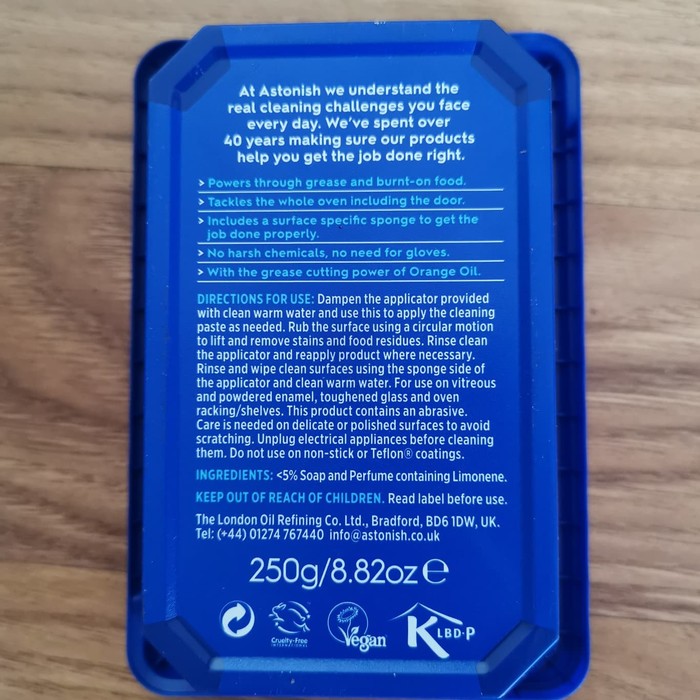 At Astonish we understand the
real cleaning challenges you face
every day. We've spent over
40 years making sure our products
help you get the job done right.
> Powers through grease and burnt-on food.
> Tackles the whole oven including the door.
> Includes a surface specific sponge to get the
job done properly.
> No harsh chemicals, no need for gloves.
> With the grease cutting power of Orange Oil.
DIRECTIONS FOR USE: Dampen the applicator provided
with clean warm water and use this to apply the cleaning
paste as needed. Rub the surface using a circular motion
to lift and remove stains and food residues. Rinse clean
the applicator and reapply product where necessary.
Rinse and wipe clean surfaces using the sponge side of
the applicator and clean warm water. For use on vitreous
and powdered enamel, toughened glass and oven
racking/shelves. This product contains an abrasive.
Care is needed on delicate or polished surfaces to avoid
scratching. Unplug electrical appliances before cleaning
them. Do not use on non-stick or Teflon® coatings.
INGREDIENTS: <5% Soap and Perfume containing Limonene.
KEEP OUT OF REACH OF CHILDREN. Read label before use.
The London Oil Refining Co. Ltd., Bradford, BD6 1DW, UK.
Tel: (+44) 01274 767440 info@astonish.co.uk
250g/8.82oz ℮
Cruelty-Free
INTERNATIONAL
Vegan
K LBD·P